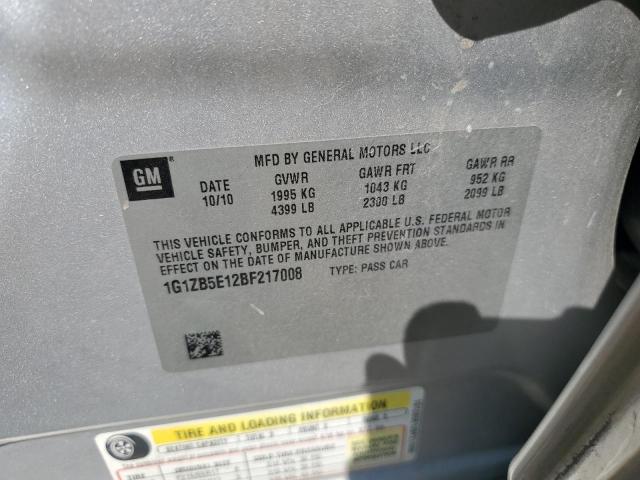 GM
MFD BY GENERAL MOTORS LLC
DATE GVWR GAWR FRT GAWR RR
10/10 1995 KG 1043 KG 952 KG
4399 LB 2300 LB 2099 LB
THIS VEHICLE CONFORMS TO ALL APPLICABLE U.S. FEDERAL MOTOR
VEHICLE SAFETY, BUMPER, AND THEFT PREVENTION STANDARDS IN
EFFECT ON THE DATE OF MANUFACTURE SHOWN ABOVE.
1G1ZB5E12BF217008 TYPE: PASS CAR
TIRE AND LOADING INFORMATION
SEATING CAPACITY
TIRE